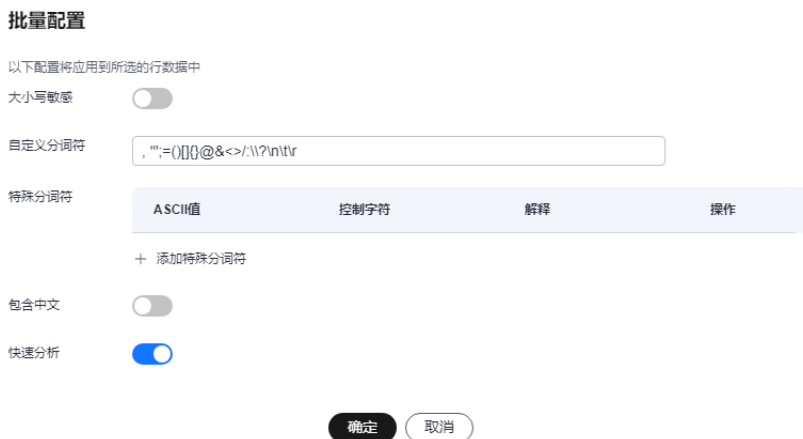 批量配置
以下配置将应用到所选的行数据中
大小写敏感
自定义分词符
, '";=()[]{}@&<>/:\\?\n\t\r
特殊分词符
ASCII值 控制字符 解释 操作
+ 添加特殊分词符
包含中文
快速分析
确定 取消